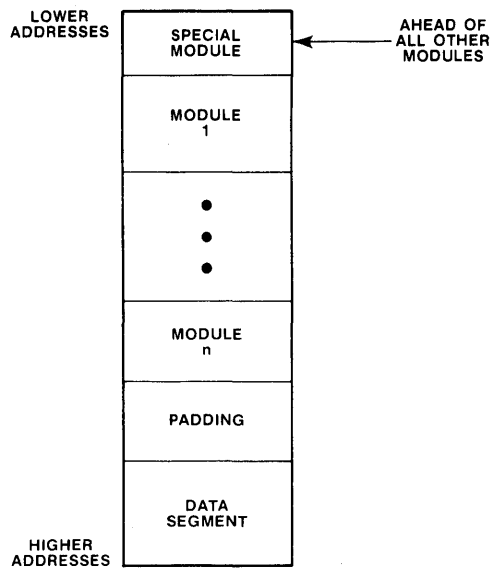 LOWER
ADDRESSES
SPECIAL
MODULE
AHEAD OF
ALL OTHER
MODULES
MODULE
1
MODULE
n
PADDING
DATA
SEGMENT
HIGHER
ADDRESSES